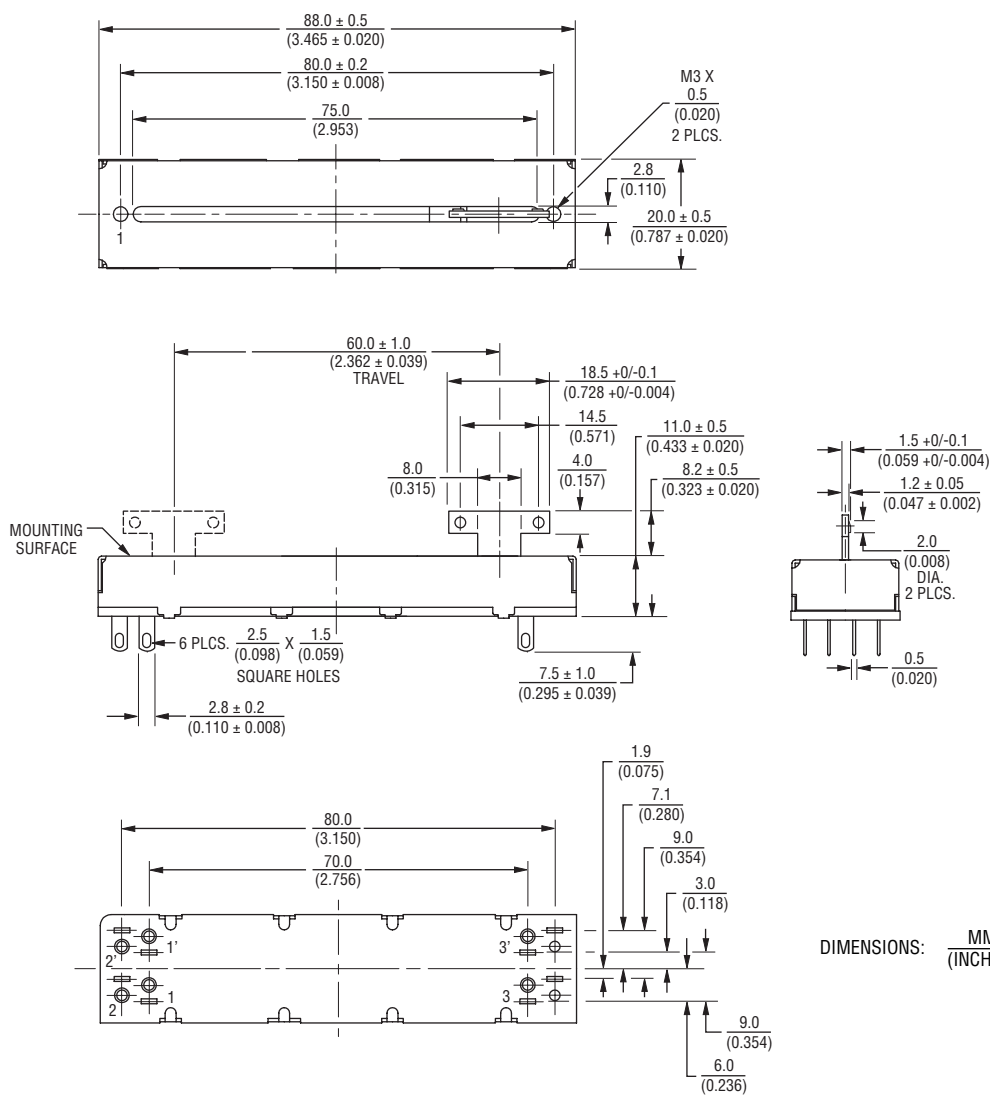 88.0 ± 0.5
(3.465 ± 0.020)
80.0 ± 0.2
(3.150 ± 0.008)
75.0
(2.953)
M3 X
0.5
(0.020)
2 PLCS.
2.8
(0.110)
20.0 ± 0.5
(0.787 ± 0.020)
1
60.0 ± 1.0
(2.362 ± 0.039)
TRAVEL
18.5 +0/-0.1
(0.728 +0/-0.004)
14.5
(0.571)
11.0 ± 0.5
(0.433 ± 0.020)
8.0
(0.315)
4.0
(0.157)
8.2 ± 0.5
(0.323 ± 0.020)
1.5 +0/-0.1
(0.059 +0/-0.004)
1.2 ± 0.05
(0.047 ± 0.002)
MOUNTING
SURFACE
2.0
(0.008)
DIA.
2 PLCS.
6 PLCS. 2.5 X 1.5
(0.098) (0.059)
SQUARE HOLES
7.5 ± 1.0
(0.295 ± 0.039)
0.5
(0.020)
2.8 ± 0.2
(0.110 ± 0.008)
1.9
(0.075)
7.1
(0.280)
80.0
(3.150)
9.0
(0.354)
70.0
(2.756)
3.0
(0.118)
1'
3'
2'
DIMENSIONS: MM
(INCH
1
3
2
9.0
(0.354)
6.0
(0.236)